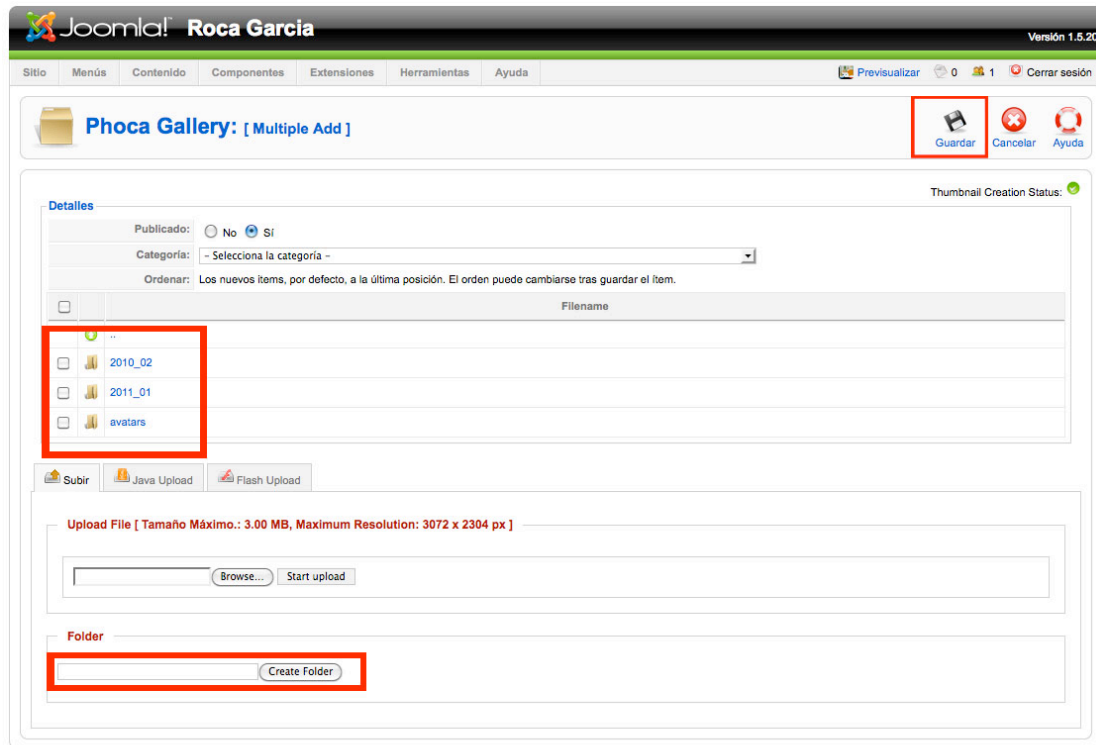 Joomla! Roca Garcia
Versión 1.5.20
Sitio Menús Contenido Componentes Extensiones Herramientas Ayuda Previsualizar 0 1 Cerrar sesión
Phoca Gallery: [ Multiple Add ]
Guardar Cancelar Ayuda
Thumbnail Creation Status:
Detalles
Publicado: No Sí
Categoría: - Selecciona la categoría -
Ordenar: Los nuevos items, por defecto, a la última posición. El orden puede cambiarse tras guardar el ítem.
Filename
..
2010_02
2011_01
avatars
Subir Java Upload Flash Upload
Upload File [ Tamaño Máximo.: 3.00 MB, Maximum Resolution: 3072 x 2304 px ]
Browse... Start upload
Folder
Create Folder